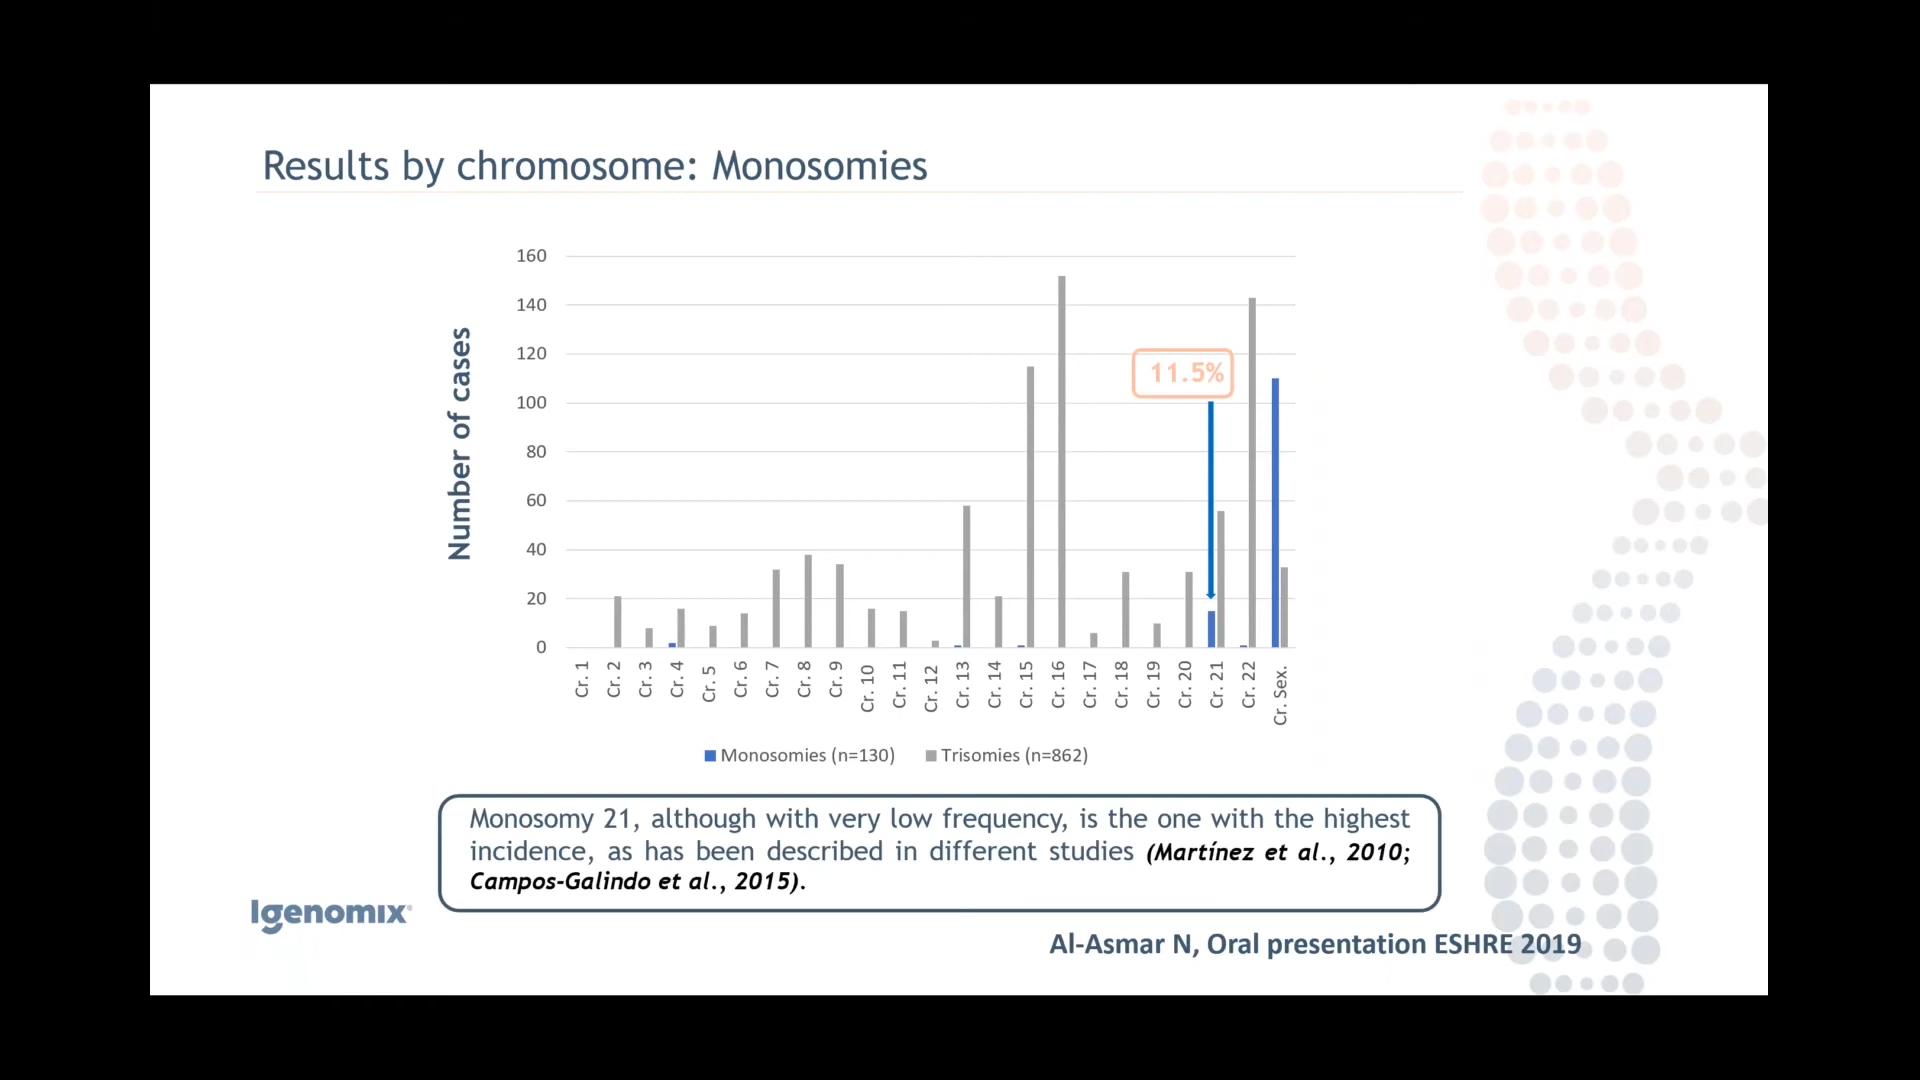 Results by chromosome: Monosomies
Number of cases
160
140
120
100
80
60
40
20
0
11.5%
Cr. 1
Cr. 2
Cr. 3
Cr. 4
Cr. 5
Cr. 6
Cr. 7
Cr. 8
Cr. 9
Cr. 10
Cr. 11
Cr. 12
Cr. 13
Cr. 14
Cr. 15
Cr. 16
Cr. 17
Cr. 18
Cr. 19
Cr. 20
Cr. 21
Cr. 22
Cr. Sex.
Monosomies (n=130) Trisomies (n=862)
Monosomy 21, although with very low frequency, is the one with the highest
incidence, as has been described in different studies (Martínez et al., 2010;
Campos-Galindo et al., 2015).
Igenomix®
Al-Asmar N, Oral presentation ESHRE 2019